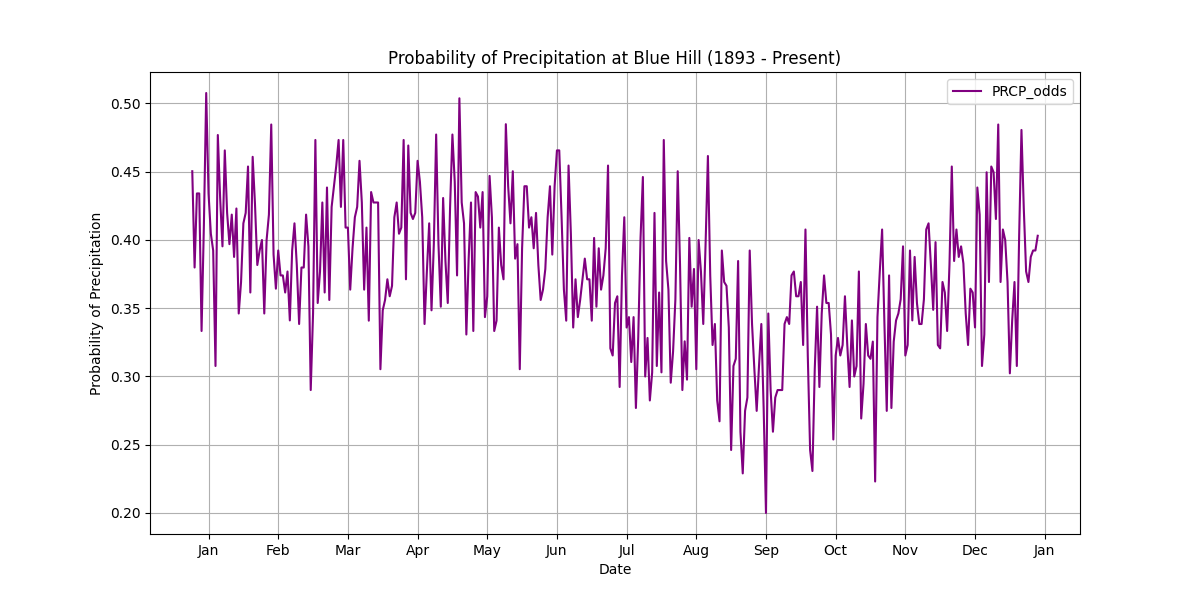 Probability of Precipitation at Blue Hill (1893 - Present)
PRCP_odds
Probability of Precipitation
0.50
0.45
0.40
0.35
0.30
0.25
0.20
Jan Feb Mar Apr May Jun Jul Aug Sep Oct Nov Dec Jan
Date